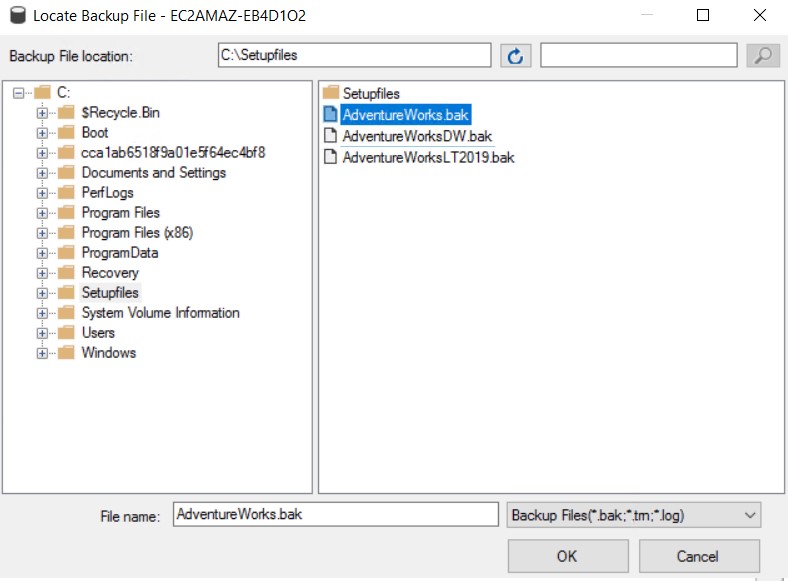 Locate Backup File - EC2AMAZ-EB4D1O2
Backup File location:
C:\Setupfiles
C:
$Recycle.Bin
Boot
cca1ab6518f9a01e5f64ec4bf8
Documents and Settings
PerfLogs
Program Files
Program Files (x86)
ProgramData
Recovery
Setupfiles
System Volume Information
Users
Windows
Setupfiles
AdventureWorks.bak
AdventureWorksDW.bak
AdventureWorksLT2019.bak
File name:
AdventureWorks.bak
Backup Files(*.bak;*.trn;*.log)
OK
Cancel